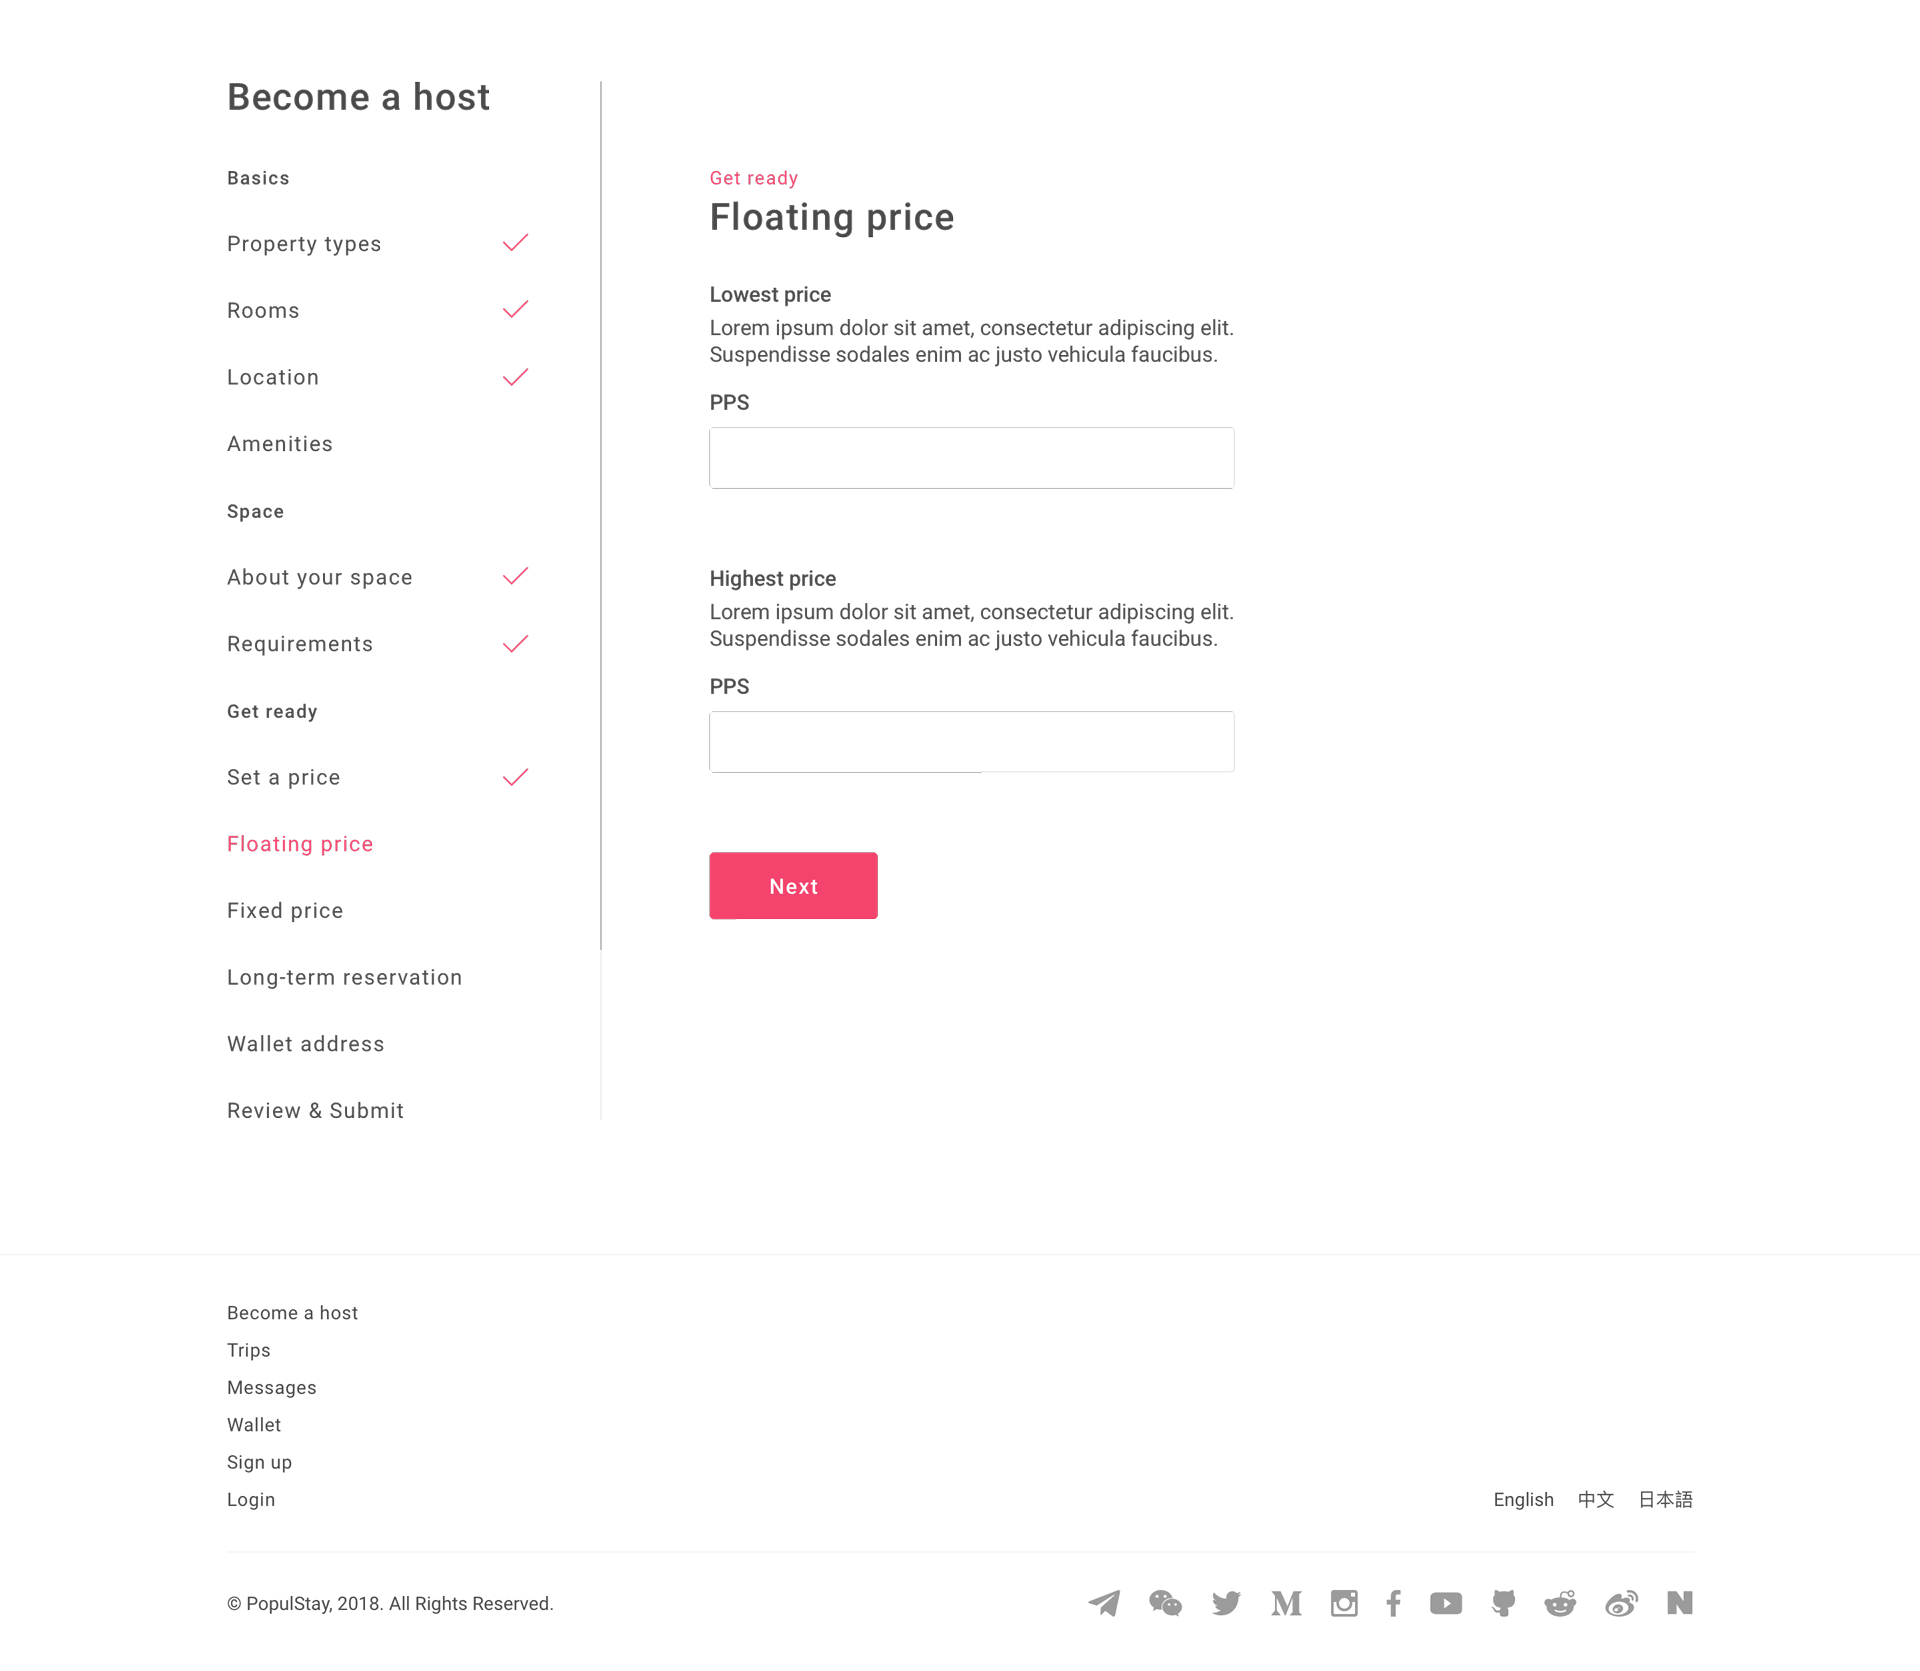 Become a host
Basics
Property types
Rooms
Location
Amenities
Space
About your space
Requirements
Get ready
Set a price
Floating price
Fixed price
Long-term reservation
Wallet address
Review & Submit
Get ready
Floating price
Lowest price
Lorem ipsum dolor sit amet, consectetur adipiscing elit.
Suspendisse sodales enim ac justo vehicula faucibus.
PPS
Highest price
Lorem ipsum dolor sit amet, consectetur adipiscing elit.
Suspendisse sodales enim ac justo vehicula faucibus.
PPS
Next
Become a host
Trips
Messages
Wallet
Sign up
Login
English 中文 日本語
© PopulStay, 2018. All Rights Reserved.